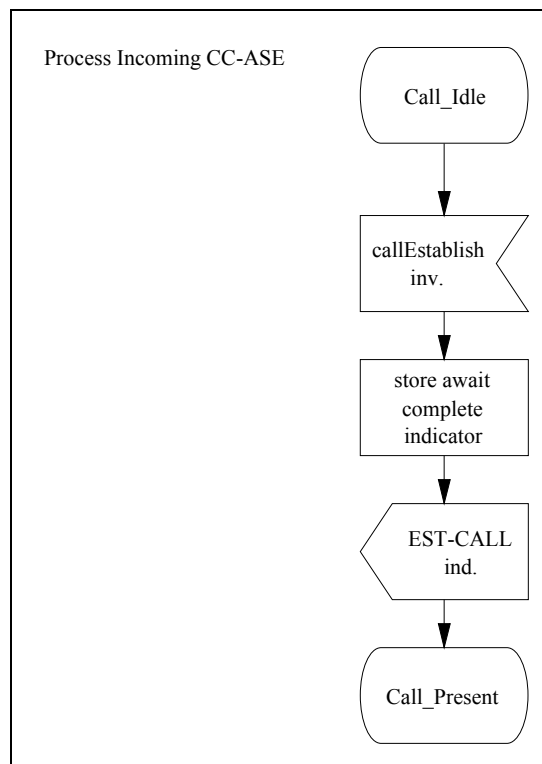 Process Incoming CC-ASE
Call_Idle
callEstablish
inv.
store await
complete
indicator
EST-CALL
ind.
Call_Present